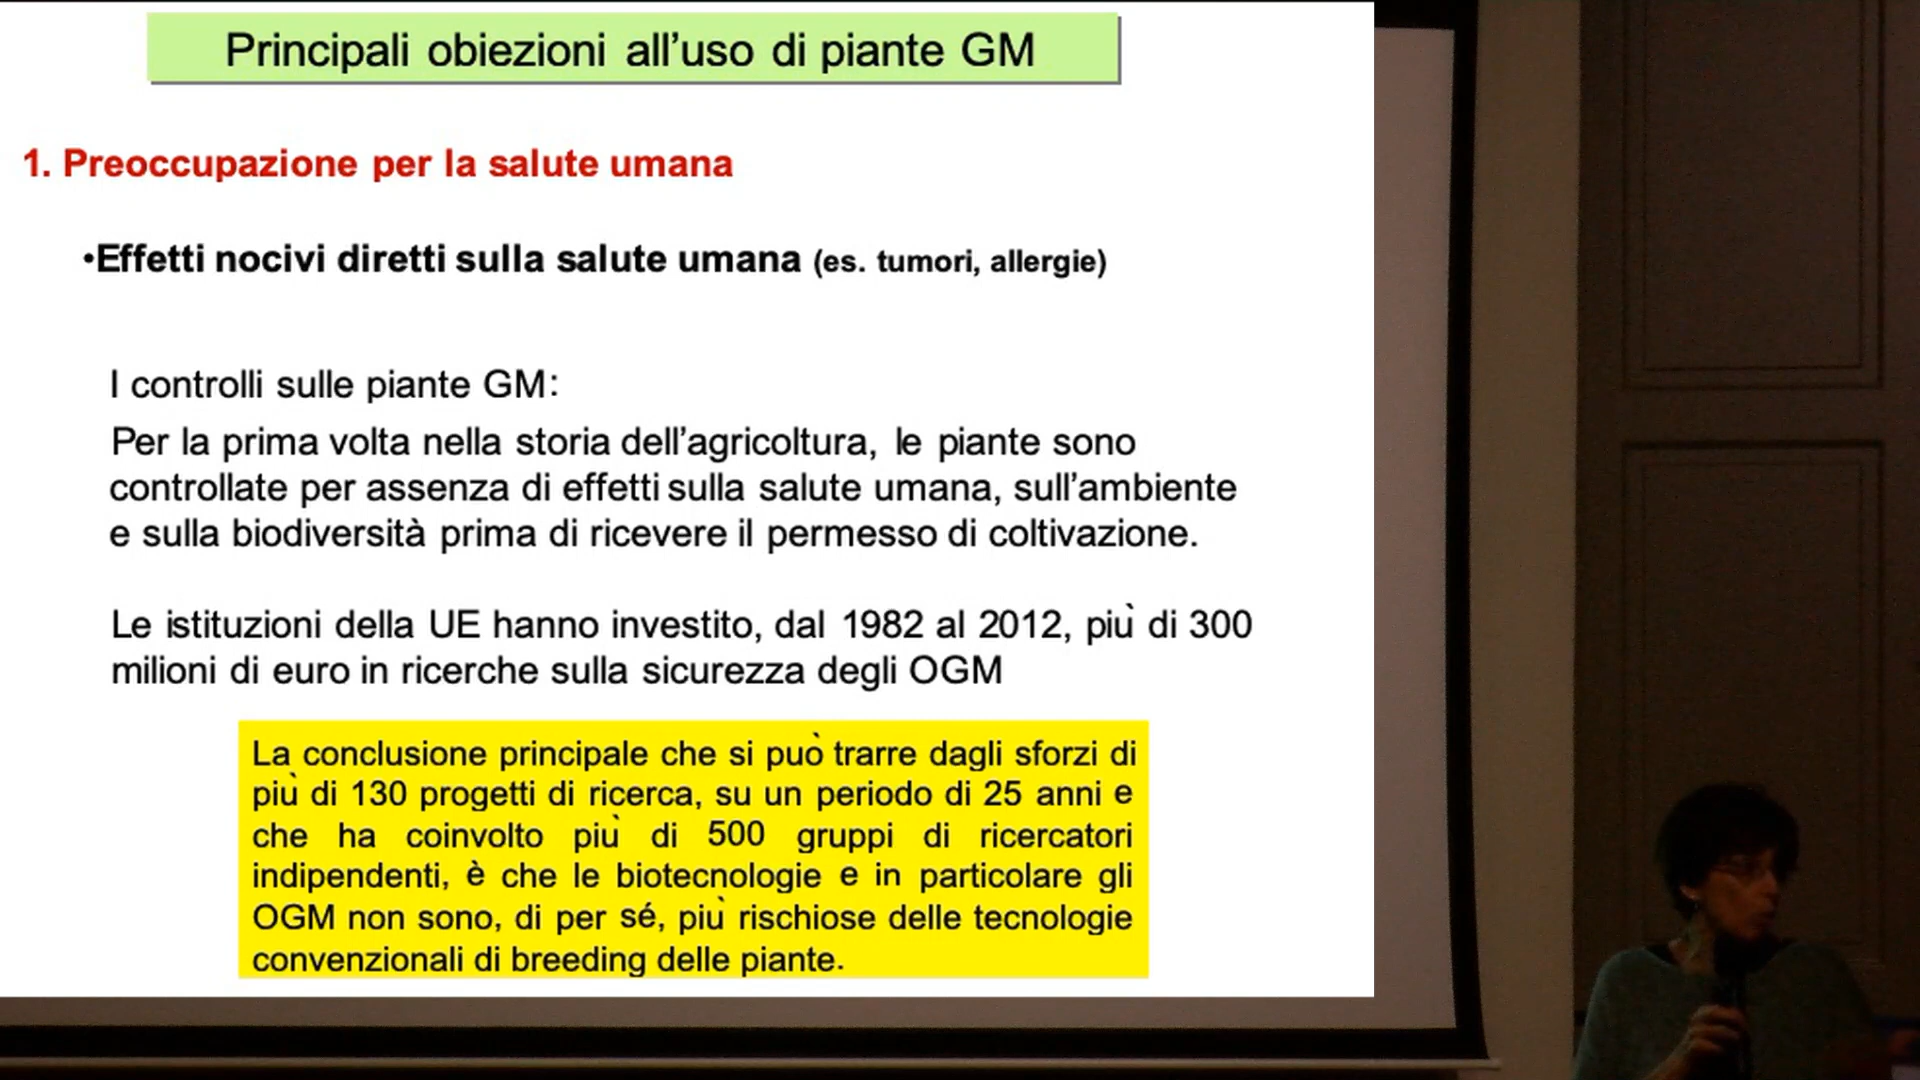 Principali obiezioni all'uso di piante GM
1. Preoccupazione per la salute umana
•Effetti nocivi diretti sulla salute umana (es. tumori, allergie)
I controlli sulle piante GM:
Per la prima volta nella storia dell'agricoltura, le piante sono
controllate per assenza di effetti sulla salute umana, sull'ambiente
e sulla biodiversità prima di ricevere il permesso di coltivazione.
Le istituzioni della UE hanno investito, dal 1982 al 2012, più di 300
milioni di euro in ricerche sulla sicurezza degli OGM
La conclusione principale che si può trarre dagli sforzi di
più di 130 progetti di ricerca, su un periodo di 25 anni e
che ha coinvolto più di 500 gruppi di ricercatori
indipendenti, è che le biotecnologie e in particolare gli
OGM non sono, di per sé, più rischiose delle tecnologie
convenzionali di breeding delle piante.